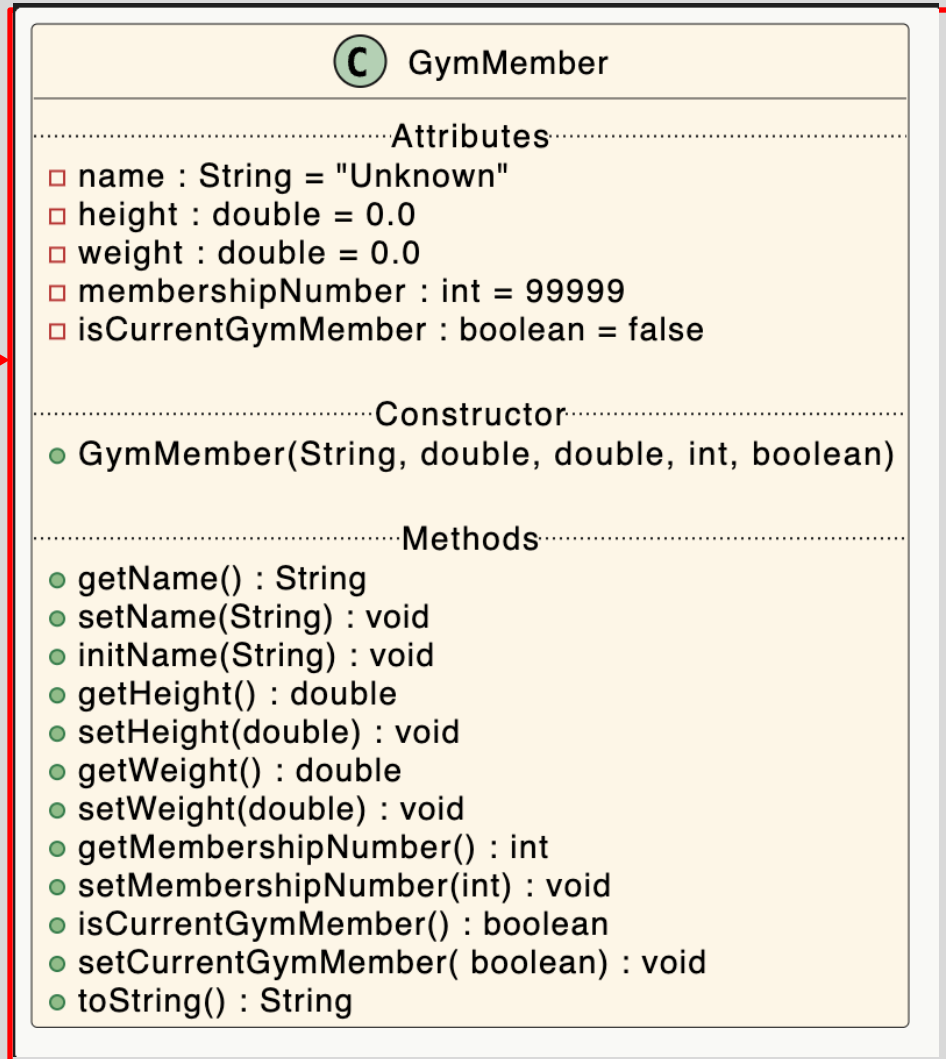 C GymMember
Attributes
name : String = "Unknown"
height : double = 0.0
weight : double = 0.0
membershipNumber : int = 99999
isCurrentGymMember : boolean = false
Constructor
GymMember(String, double, double, int, boolean)
Methods
getName() : String
setName(String) : void
initName(String) : void
getHeight() : double
setHeight(double) : void
getWeight() : double
setWeight(double) : void
getMembershipNumber() : int
setMembershipNumber(int) : void
isCurrentGymMember() : boolean
setCurrentGymMember( boolean) : void
toString() : String